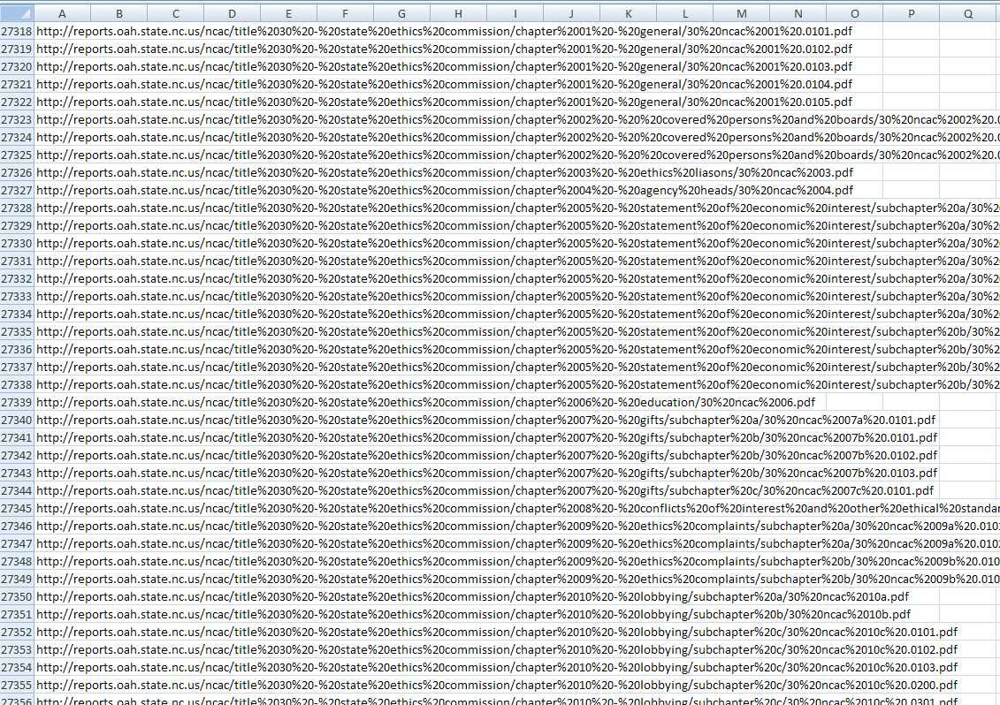 A B C D E F G H I J K L M N O P Q
27318 http://reports.oah.state.nc.us/ncac/title%2030%20-%20state%20ethics%20commission/chapter%2001%20-%20general/30%20ncac%2001%20.0101.pdf
27319 http://reports.oah.state.nc.us/ncac/title%2030%20-%20state%20ethics%20commission/chapter%2001%20-%20general/30%20ncac%2001%20.0102.pdf
27320 http://reports.oah.state.nc.us/ncac/title%2030%20-%20state%20ethics%20commission/chapter%2001%20-%20general/30%20ncac%2001%20.0103.pdf
27321 http://reports.oah.state.nc.us/ncac/title%2030%20-%20state%20ethics%20commission/chapter%2001%20-%20general/30%20ncac%2001%20.0104.pdf
27322 http://reports.oah.state.nc.us/ncac/title%2030%20-%20state%20ethics%20commission/chapter%2001%20-%20general/30%20ncac%2001%20.0105.pdf
27323 http://reports.oah.state.nc.us/ncac/title%2030%20-%20state%20ethics%20commission/chapter%2002%20-%20%20covered%20persons%20and%20boards/30%20ncac%2002%20.0
27324 http://reports.oah.state.nc.us/ncac/title%2030%20-%20state%20ethics%20commission/chapter%2002%20-%20%20covered%20persons%20and%20boards/30%20ncac%2002%20.0
27325 http://reports.oah.state.nc.us/ncac/title%2030%20-%20state%20ethics%20commission/chapter%2002%20-%20%20covered%20persons%20and%20boards/30%20ncac%2002%20.0
27326 http://reports.oah.state.nc.us/ncac/title%2030%20-%20state%20ethics%20commission/chapter%2003%20-%20ethics%20liasons/30%20ncac%2003.pdf
27327 http://reports.oah.state.nc.us/ncac/title%2030%20-%20state%20ethics%20commission/chapter%2004%20-%20agency%20heads/30%20ncac%2004.pdf
27328 http://reports.oah.state.nc.us/ncac/title%2030%20-%20state%20ethics%20commission/chapter%2005%20-%20statement%20of%20economic%20interest/subchapter%20a/30%20
27329 http://reports.oah.state.nc.us/ncac/title%2030%20-%20state%20ethics%20commission/chapter%2005%20-%20statement%20of%20economic%20interest/subchapter%20a/30%20
27330 http://reports.oah.state.nc.us/ncac/title%2030%20-%20state%20ethics%20commission/chapter%2005%20-%20statement%20of%20economic%20interest/subchapter%20a/30%20
27331 http://reports.oah.state.nc.us/ncac/title%2030%20-%20state%20ethics%20commission/chapter%2005%20-%20statement%20of%20economic%20interest/subchapter%20a/30%20
27332 http://reports.oah.state.nc.us/ncac/title%2030%20-%20state%20ethics%20commission/chapter%2005%20-%20statement%20of%20economic%20interest/subchapter%20a/30%20
27333 http://reports.oah.state.nc.us/ncac/title%2030%20-%20state%20ethics%20commission/chapter%2005%20-%20statement%20of%20economic%20interest/subchapter%20a/30%20
27334 http://reports.oah.state.nc.us/ncac/title%2030%20-%20state%20ethics%20commission/chapter%2005%20-%20statement%20of%20economic%20interest/subchapter%20a/30%20
27335 http://reports.oah.state.nc.us/ncac/title%2030%20-%20state%20ethics%20commission/chapter%2005%20-%20statement%20of%20economic%20interest/subchapter%20b/30%20
27336 http://reports.oah.state.nc.us/ncac/title%2030%20-%20state%20ethics%20commission/chapter%2005%20-%20statement%20of%20economic%20interest/subchapter%20b/30%20
27337 http://reports.oah.state.nc.us/ncac/title%2030%20-%20state%20ethics%20commission/chapter%2005%20-%20statement%20of%20economic%20interest/subchapter%20b/30%20
27338 http://reports.oah.state.nc.us/ncac/title%2030%20-%20state%20ethics%20commission/chapter%2005%20-%20statement%20of%20economic%20interest/subchapter%20b/30%20
27339 http://reports.oah.state.nc.us/ncac/title%2030%20-%20state%20ethics%20commission/chapter%2006%20-%20education/30%20ncac%2006.pdf
27340 http://reports.oah.state.nc.us/ncac/title%2030%20-%20state%20ethics%20commission/chapter%2007%20-%20gifts/subchapter%20a/30%20ncac%2007a%20.0101.pdf
27341 http://reports.oah.state.nc.us/ncac/title%2030%20-%20state%20ethics%20commission/chapter%2007%20-%20gifts/subchapter%20b/30%20ncac%2007b%20.0101.pdf
27342 http://reports.oah.state.nc.us/ncac/title%2030%20-%20state%20ethics%20commission/chapter%2007%20-%20gifts/subchapter%20b/30%20ncac%2007b%20.0102.pdf
27343 http://reports.oah.state.nc.us/ncac/title%2030%20-%20state%20ethics%20commission/chapter%2007%20-%20gifts/subchapter%20b/30%20ncac%2007b%20.0103.pdf
27344 http://reports.oah.state.nc.us/ncac/title%2030%20-%20state%20ethics%20commission/chapter%2007%20-%20gifts/subchapter%20c/30%20ncac%2007c%20.0101.pdf
27345 http://reports.oah.state.nc.us/ncac/title%2030%20-%20state%20ethics%20commission/chapter%2008%20-%20conflicts%20of%20interest%20and%20other%20ethical%20standar
27346 http://reports.oah.state.nc.us/ncac/title%2030%20-%20state%20ethics%20commission/chapter%2009%20-%20ethics%20complaints/subchapter%20a/30%20ncac%2009a%20.0101
27347 http://reports.oah.state.nc.us/ncac/title%2030%20-%20state%20ethics%20commission/chapter%2009%20-%20ethics%20complaints/subchapter%20a/30%20ncac%2009a%20.0102
27348 http://reports.oah.state.nc.us/ncac/title%2030%20-%20state%20ethics%20commission/chapter%2009%20-%20ethics%20complaints/subchapter%20b/30%20ncac%2009b%20.010
27349 http://reports.oah.state.nc.us/ncac/title%2030%20-%20state%20ethics%20commission/chapter%2009%20-%20ethics%20complaints/subchapter%20b/30%20ncac%2009b%20.010
27350 http://reports.oah.state.nc.us/ncac/title%2030%20-%20state%20ethics%20commission/chapter%2010%20-%20lobbying/subchapter%20a/30%20ncac%2010a.pdf
27351 http://reports.oah.state.nc.us/ncac/title%2030%20-%20state%20ethics%20commission/chapter%2010%20-%20lobbying/subchapter%20b/30%20ncac%2010b.pdf
27352 http://reports.oah.state.nc.us/ncac/title%2030%20-%20state%20ethics%20commission/chapter%2010%20-%20lobbying/subchapter%20c/30%20ncac%2010c%20.0101.pdf
27353 http://reports.oah.state.nc.us/ncac/title%2030%20-%20state%20ethics%20commission/chapter%2010%20-%20lobbying/subchapter%20c/30%20ncac%2010c%20.0102.pdf
27354 http://reports.oah.state.nc.us/ncac/title%2030%20-%20state%20ethics%20commission/chapter%2010%20-%20lobbying/subchapter%20c/30%20ncac%2010c%20.0103.pdf
27355 http://reports.oah.state.nc.us/ncac/title%2030%20-%20state%20ethics%20commission/chapter%2010%20-%20lobbying/subchapter%20c/30%20ncac%2010c%20.0200.pdf
27356 http://reports.oah.state.nc.us/ncac/title%2030%20-%20state%20ethics%20commission/chapter%2010%20-%20lobbying/subchapter%20c/30%20ncac%2010c%20.0301.pdf